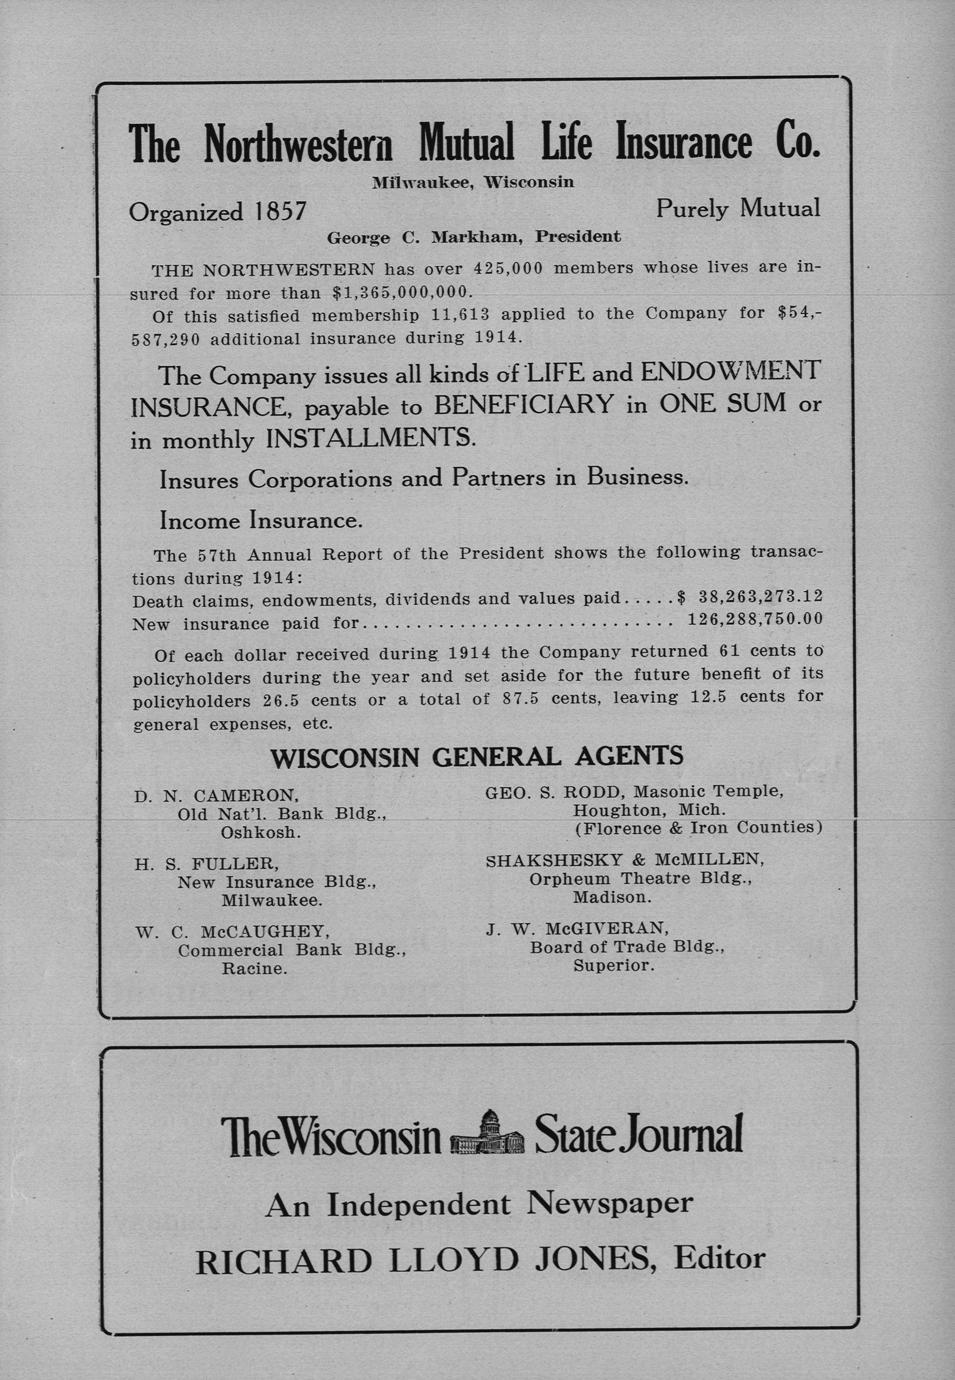 The Northwestern Mutual Life Insurance Co.
Milwaukee, Wisconsin
Organized 1857 Purely Mutual
George C. Markham, President
THE NORTHWESTERN has over 425,000 members whose lives are in-
sured for more than $1,365,000,000.
Of this satisfied membership 11,613 applied to the Company for $54,-
587,290 additional insurance during 1914.
The Company issues all kinds of LIFE and ENDOWMENT
INSURANCE, payable to BENEFICIARY in ONE SUM or
in monthly INSTALLMENTS.
Insures Corporations and Partners in Business.
Income Insurance.
The 57th Annual Report of the President shows the following transac-
tions during 1914:
Death claims, endowments, dividends and values paid.....$ 38,263,273.12
New insurance paid for............................. 126,288,750.00
Of each dollar received during 1914 the Company returned 61 cents to
policyholders during the year and set aside for the future benefit of its
policyholders 26.5 cents or a total of 87.5 cents, leaving 12.5 cents for
general expenses, etc.
WISCONSIN GENERAL AGENTS
D. N. CAMERON,
Old Nat'l. Bank Bldg.,
Oshkosh.
H. S. FULLER,
New Insurance Bldg.,
Milwaukee.
W. C. McCAUGHEY,
Commercial Bank Bldg.,
Racine.
GEO. S. RODD, Masonic Temple,
Houghton, Mich.
(Florence & Iron Counties)
SHAKSHESKY & McMILLEN,
Orpheum Theatre Bldg.,
Madison.
J. W. McGIVERAN,
Board of Trade Bldg.,
Superior.
The Wisconsin State Journal
An Independent Newspaper
RICHARD LLOYD JONES, Editor